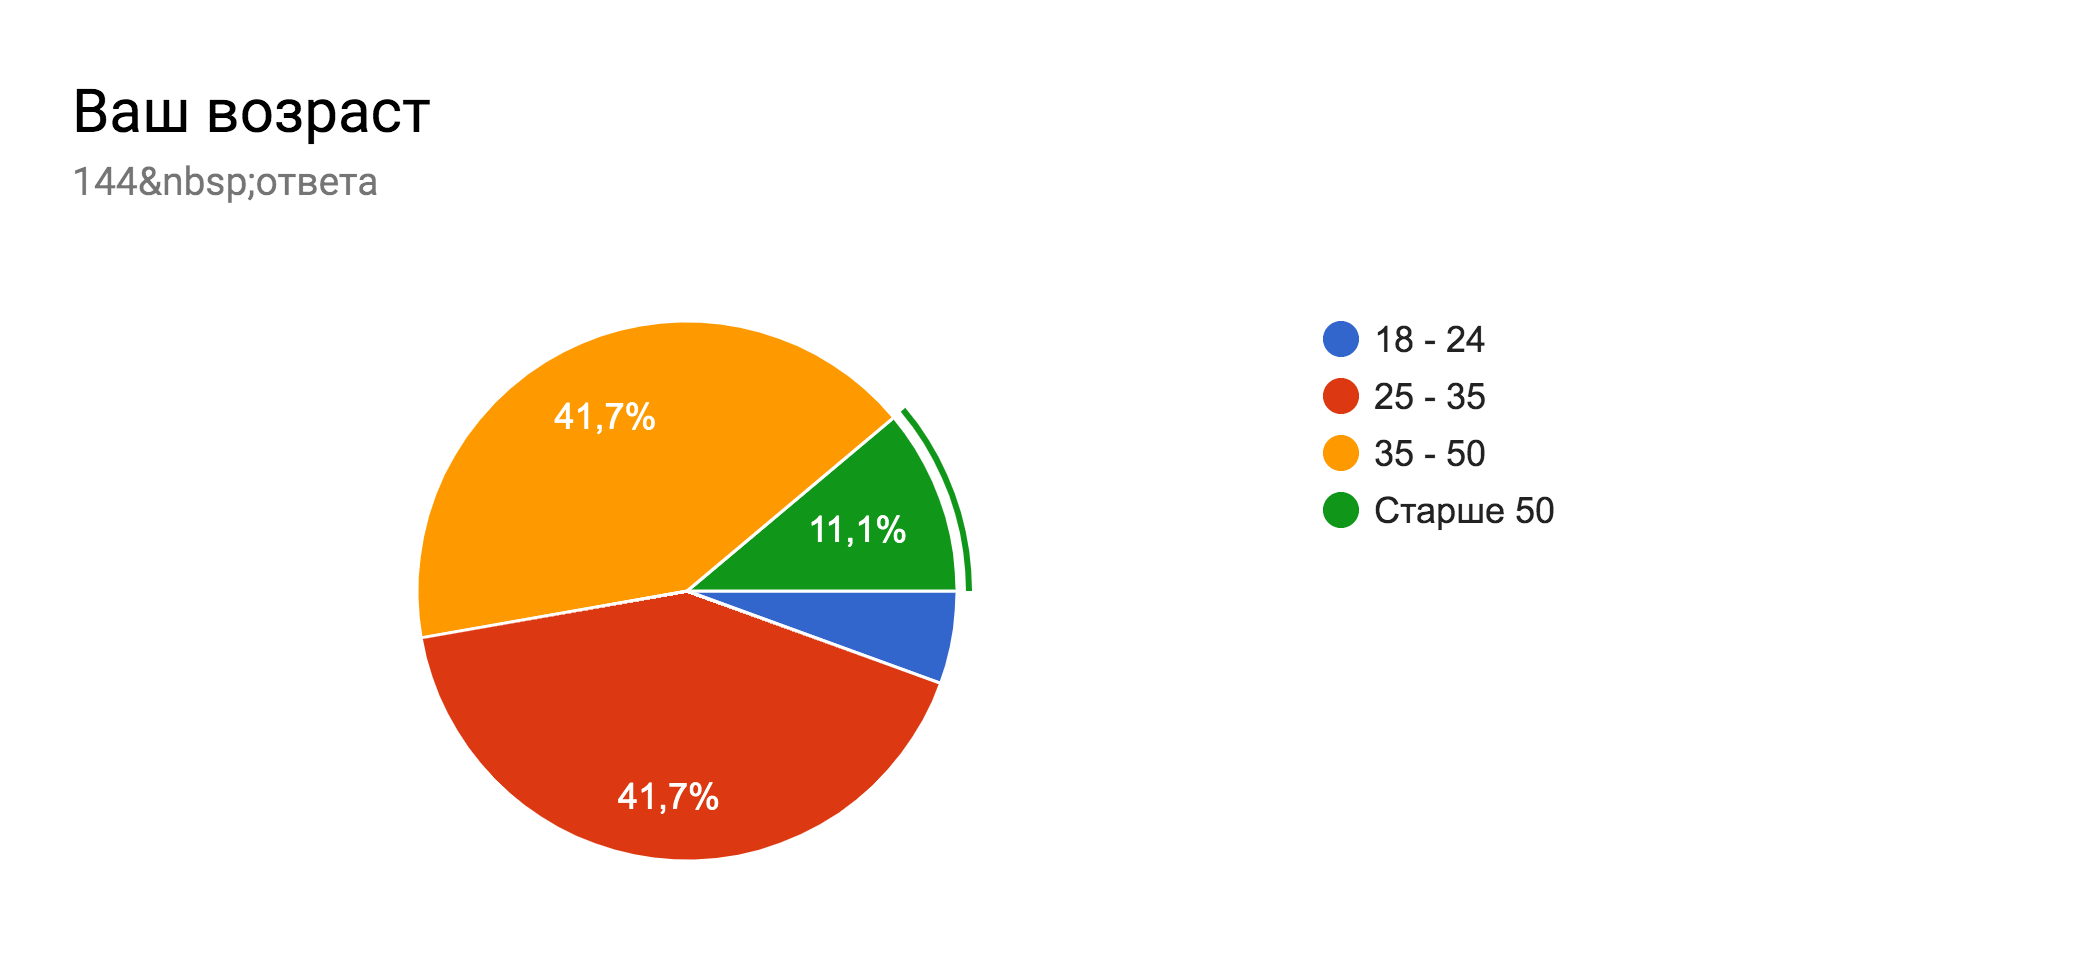 Ваш возраст
144&nbsp;ответа
41,7%
11,1%
41,7%
18 - 24
25 - 35
35 - 50
Старше 50